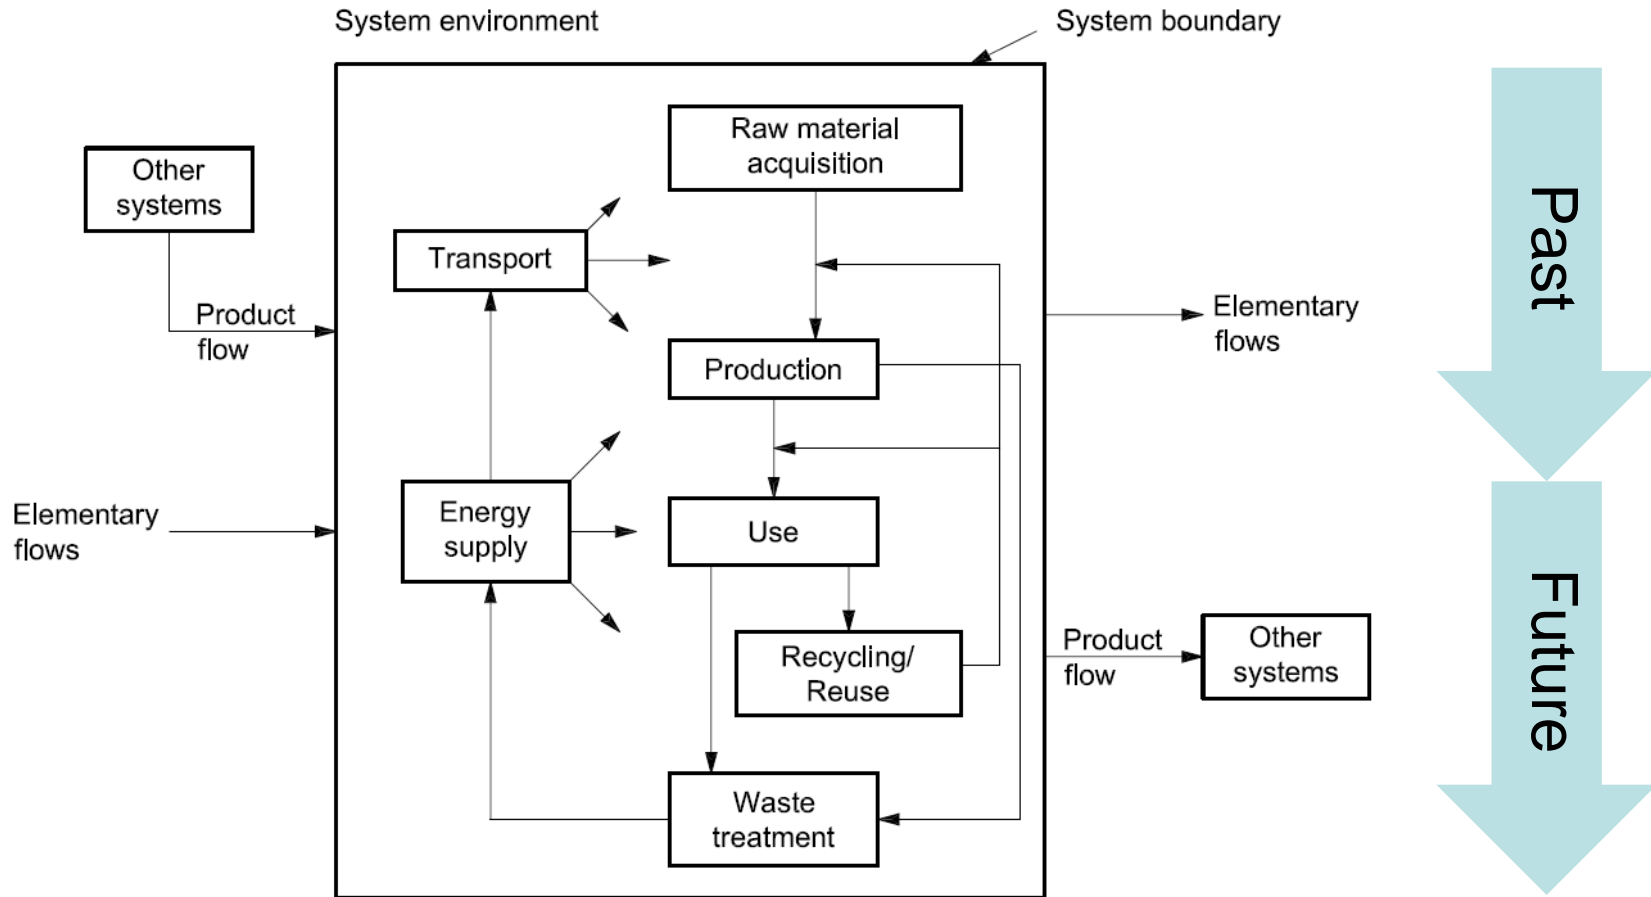 System environment
System boundary
Raw material
acquisition
Other
systems
Transport
Product
flow
Elementary
flows
Production
Past
Energy
supply
Elementary
flows
Use
Recycling/
Reuse
Product
flow
Other
systems
Future
Waste
treatment